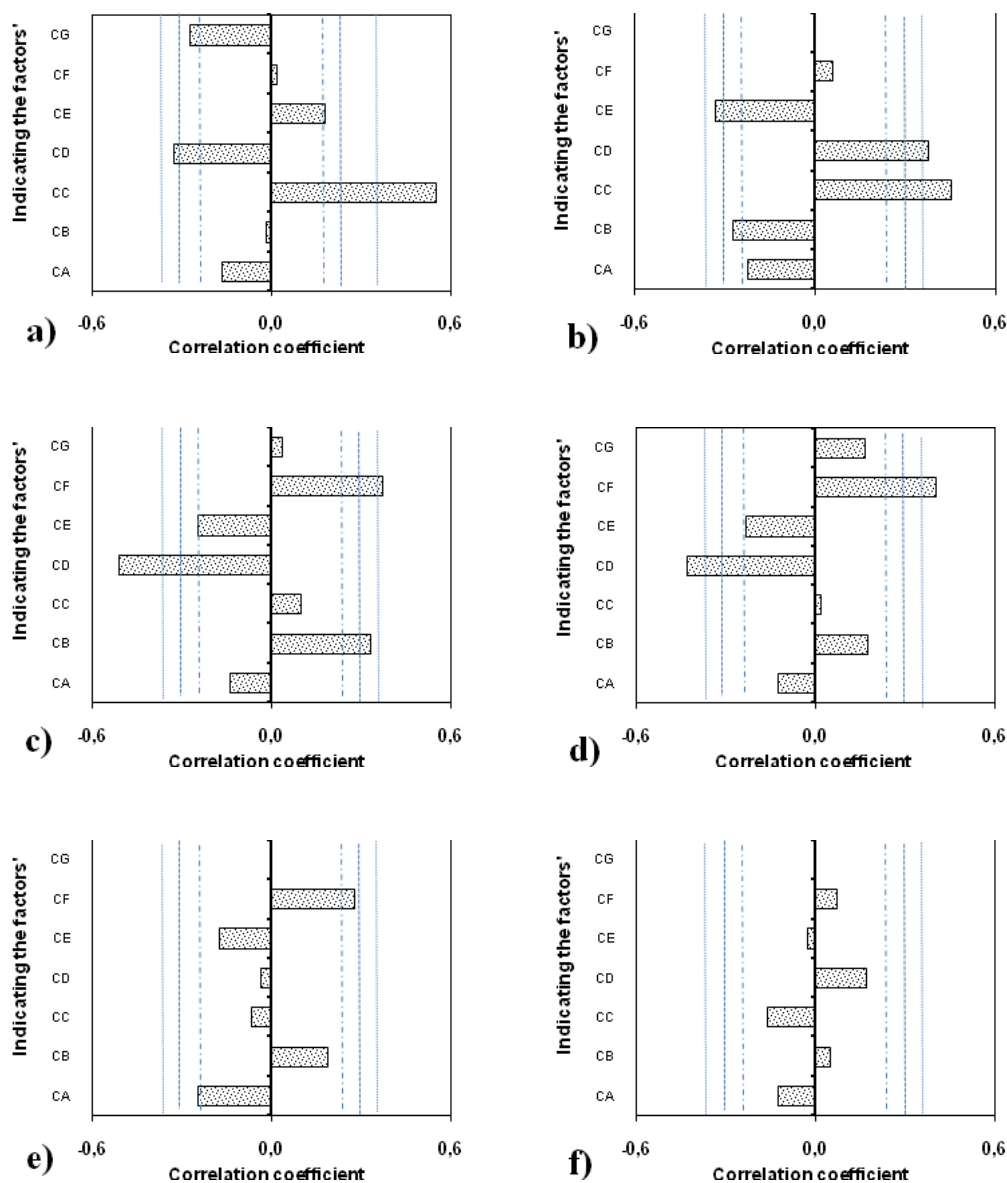 Indicating the factors'
CG
CF
CE
CD
CC
CB
CA
-0,6 0,0 0,6
Correlation coefficient
a)
Indicating the factors'
CG
CF
CE
CD
CC
CB
CA
-0,6 0,0 0,6
Correlation coefficient
b)
Indicating the factors'
CG
CF
CE
CD
CC
CB
CA
-0,6 0,0 0,6
Correlation coefficient
c)
Indicating the factors'
CG
CF
CE
CD
CC
CB
CA
-0,6 0,0 0,6
Correlation coefficient
d)
Indicating the factors'
CG
CF
CE
CD
CC
CB
CA
-0,6 0,0 0,6
Correlation coefficient
e)
Indicating the factors'
CG
CF
CE
CD
CC
CB
CA
-0,6 0,0 0,6
Correlation coefficient
f)